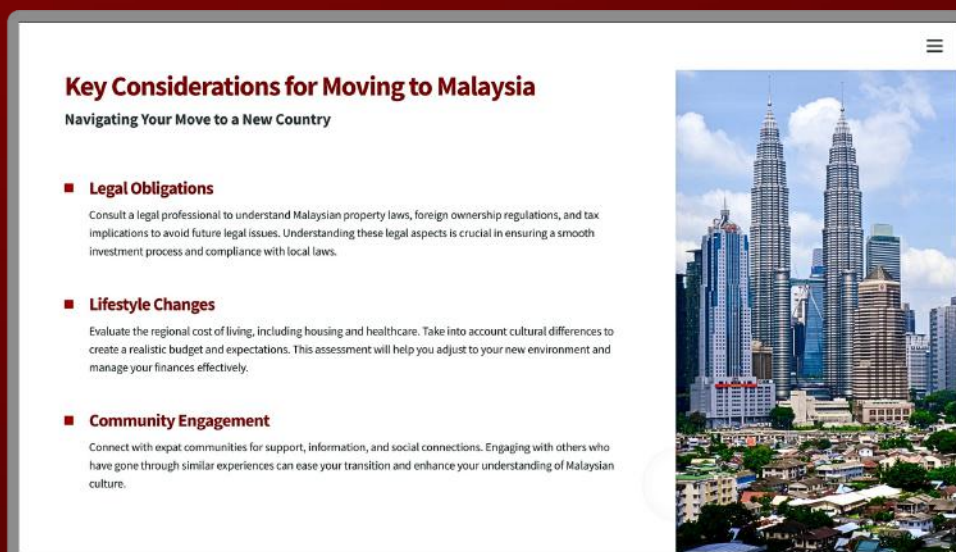 Key Considerations for Moving to Malaysia
Navigating Your Move to a New Country
Legal Obligations
Consult a legal professional to understand Malaysian property laws, foreign ownership regulations, and tax
implications to avoid future legal issues. Understanding these legal aspects is crucial in ensuring a smooth
investment process and compliance with local laws.
Lifestyle Changes
Evaluate the regional cost of living, including housing and healthcare. Take into account cultural differences to
create a realistic budget and expectations. This assessment will help you adjust to your new environment and
manage your finances effectively.
Community Engagement
Connect with expat communities for support, information, and social connections. Engaging with others who
have gone through similar experiences can ease your transition and enhance your understanding of Malaysian
culture.